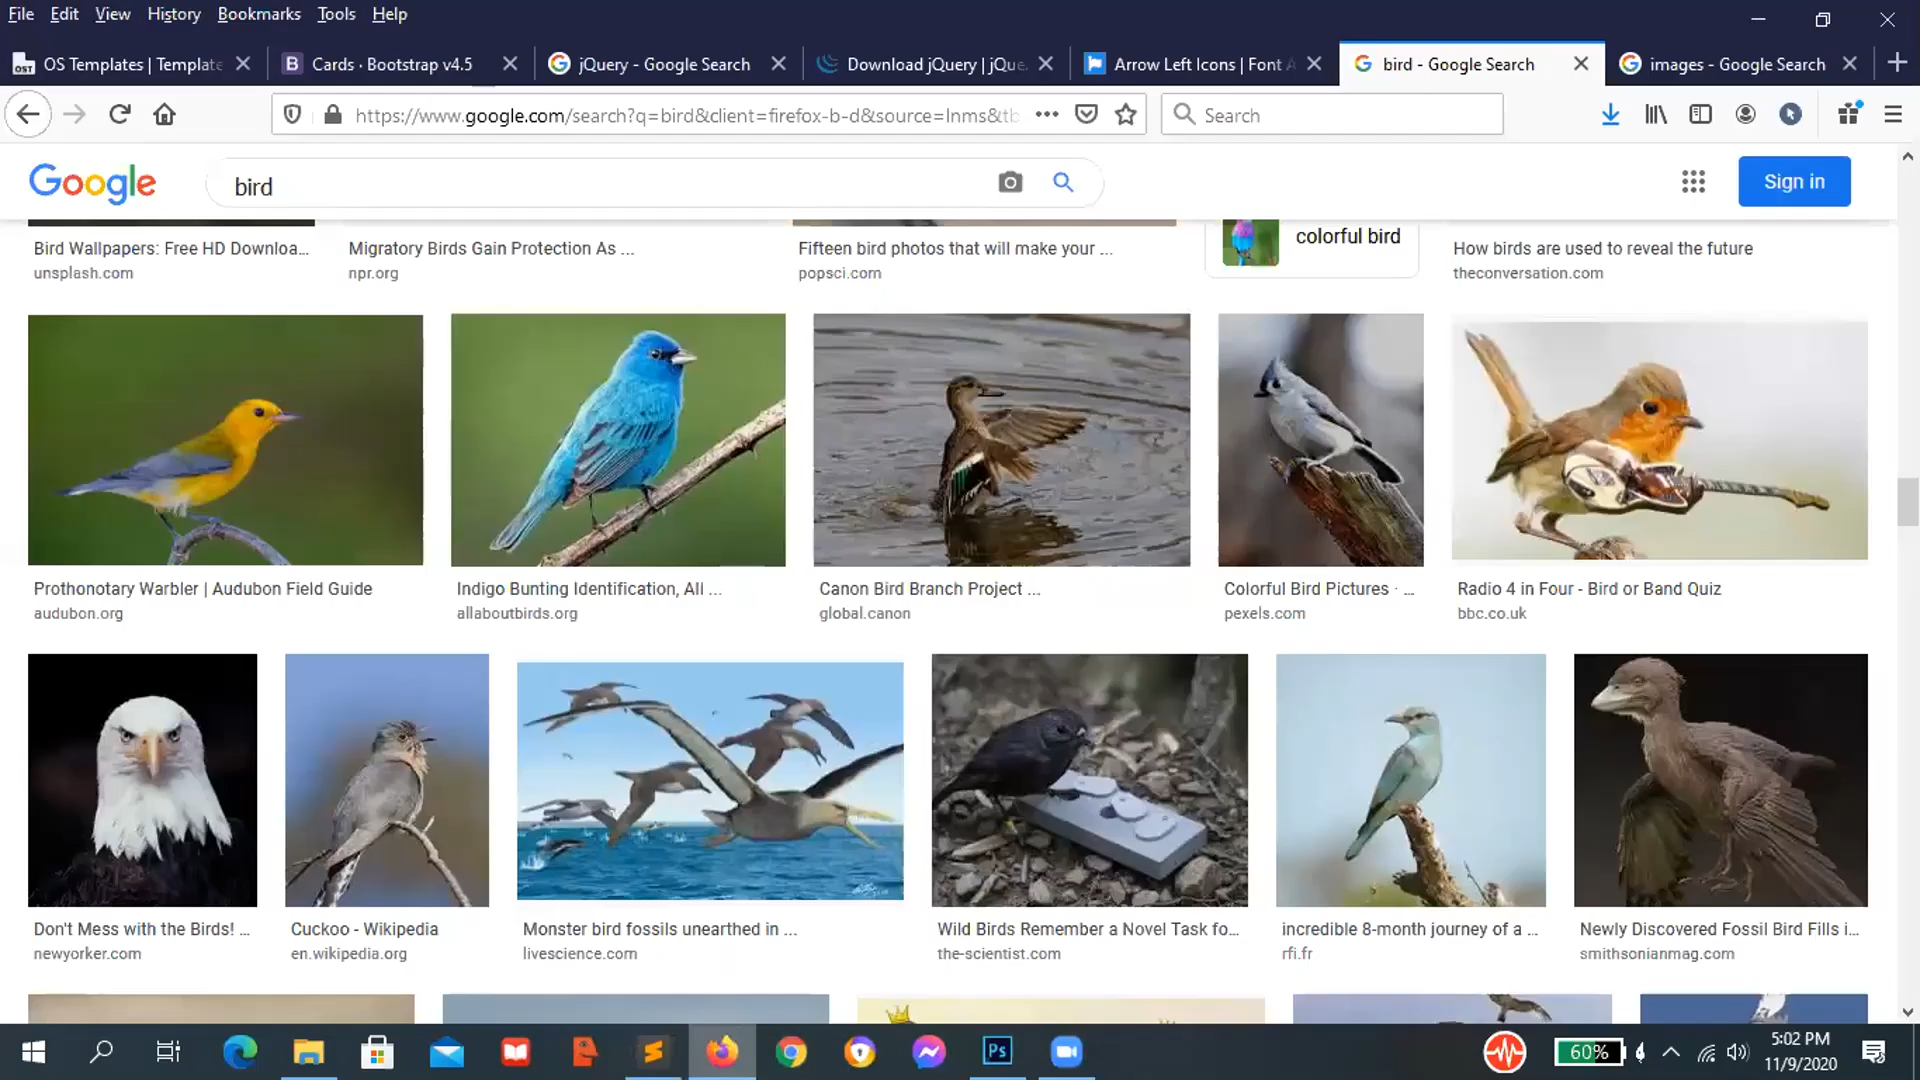 File Edit View History Bookmarks Tools Help
OST OS Templates | Template
B Cards · Bootstrap v4.5
jQuery - Google Search
Download jQuery | jQue
Arrow Left Icons | Font A
bird - Google Search
images - Google Search
https://www.google.com/search?q=bird&client=firefox-b-d&source=lnms&tb
Search
Google
bird
Sign in
Bird Wallpapers: Free HD Downloa...
unsplash.com
Migratory Birds Gain Protection As ...
npr.org
Fifteen bird photos that will make your ...
popsci.com
colorful bird
How birds are used to reveal the future
theconversation.com
Prothonotary Warbler | Audubon Field Guide
audubon.org
Indigo Bunting Identification, All ...
allaboutbirds.org
Canon Bird Branch Project ...
global.canon
Colorful Bird Pictures · ...
pexels.com
Radio 4 in Four - Bird or Band Quiz
bbc.co.uk
Don't Mess with the Birds! ...
newyorker.com
Cuckoo - Wikipedia
en.wikipedia.org
Monster bird fossils unearthed in ...
livescience.com
Wild Birds Remember a Novel Task fo...
the-scientist.com
incredible 8-month journey of a ...
rfi.fr
Newly Discovered Fossil Bird Fills i...
smithsonianmag.com
Ps
60%
5:02 PM
11/9/2020